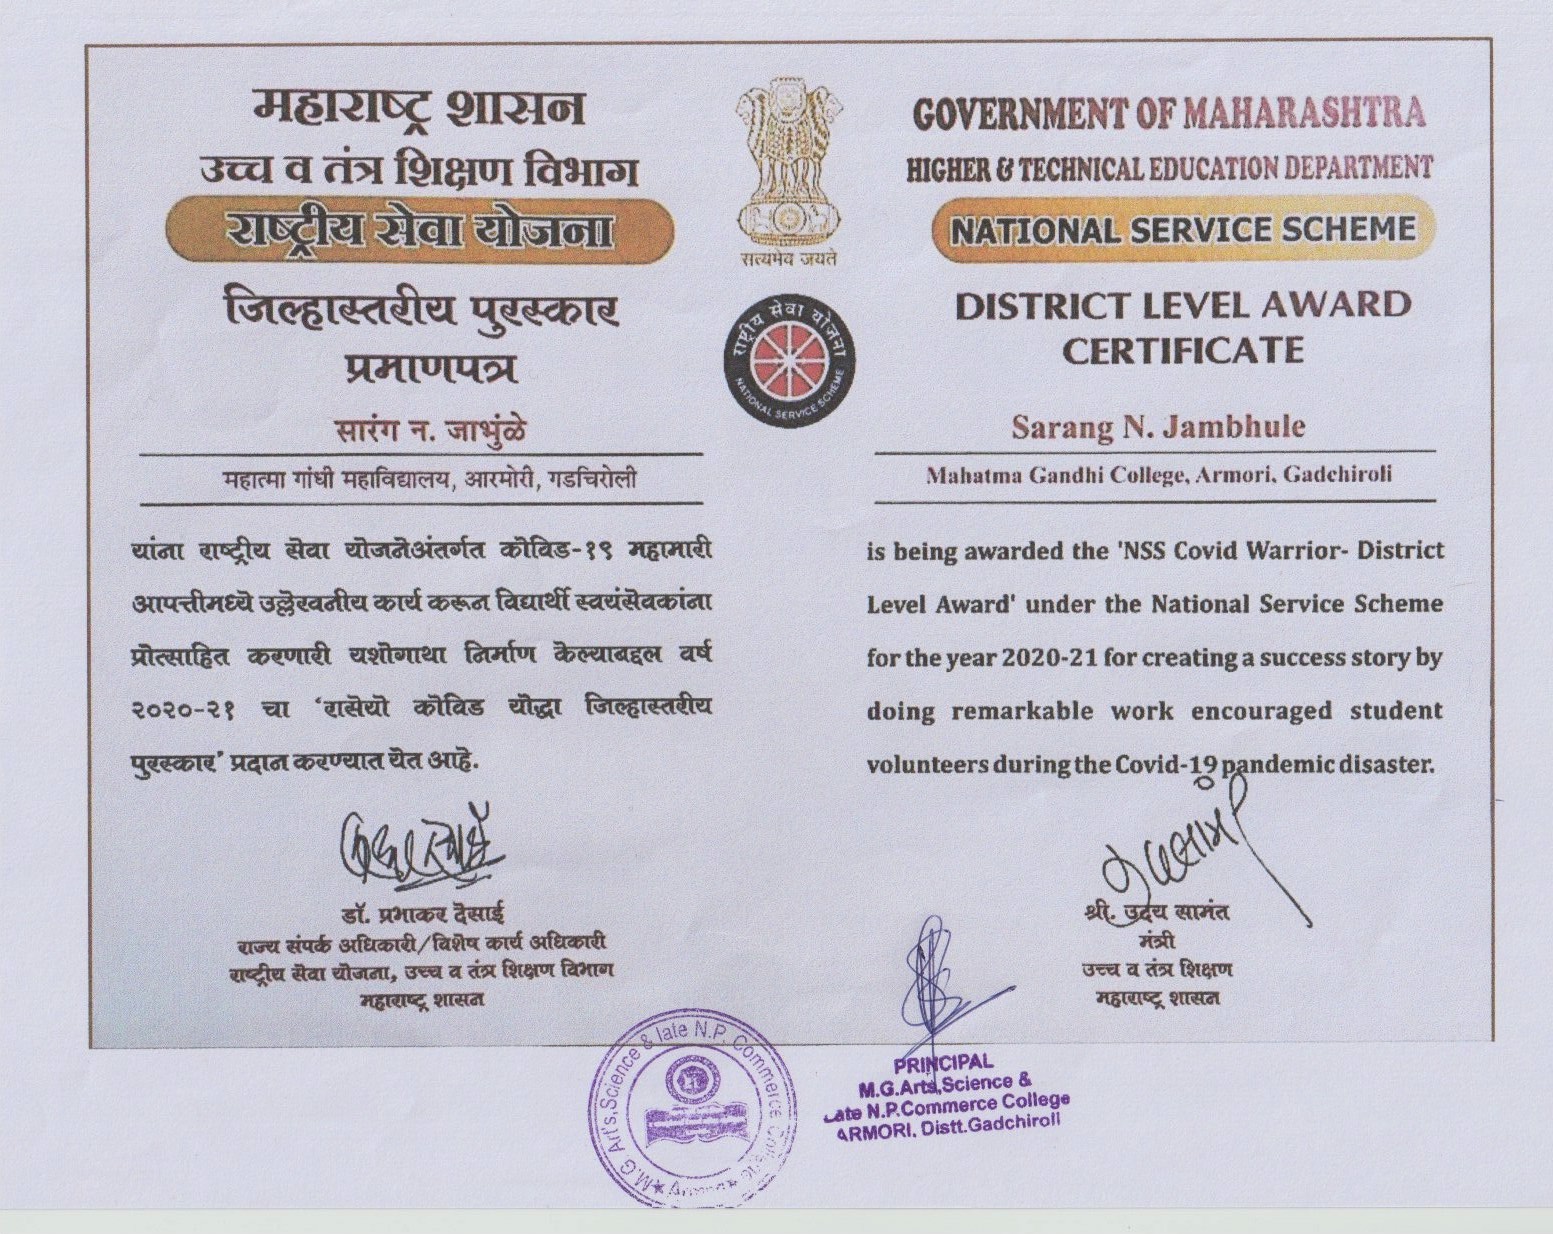 महाराष्ट्र शासन
उच्च व तंत्र शिक्षण विभाग
राष्ट्रीय सेवा योजना
जिल्हास्तरीय पुरस्कार
प्रमाणपत्र
सारंग न. जाभुंळे
महात्मा गांधी महाविद्यालय, आरमोरी, गडचिरोली
यांना राष्ट्रीय सेवा योजनेअंतर्गत कोविड-१९ महामारी
आपत्तीमध्ये उल्लेखनीय कार्य करून विद्यार्थी स्वयंसेवकांना
प्रोत्साहित करणारी यशोगाथा निर्माण केल्याबद्दल वर्ष
२०२०-२१ चा ‘रासेयो कोविड योद्धा जिल्हास्तरीय
पुरस्कार’ प्रदान करण्यात येत आहे.
डॉ. प्रभाकर देसाई
राज्य संपर्क अधिकारी/विशेष कार्य अधिकारी
राष्ट्रीय सेवा योजना, उच्च व तंत्र शिक्षण विभाग
महाराष्ट्र शासन
सत्यमेव जयते
राष्ट्रीय सेवा योजना
NATIONAL SERVICE SCHEME
GOVERNMENT OF MAHARASHTRA
HIGHER & TECHNICAL EDUCATION DEPARTMENT
NATIONAL SERVICE SCHEME
DISTRICT LEVEL AWARD
CERTIFICATE
Sarang N. Jambhule
Mahatma Gandhi College, Armori, Gadchiroli
is being awarded the 'NSS Covid Warrior- District
Level Award' under the National Service Scheme
for the year 2020-21 for creating a success story by
doing remarkable work encouraged student
volunteers during the Covid-19 pandemic disaster.
श्री. उदय सामंत
मंत्री
उच्च व तंत्र शिक्षण
महाराष्ट्र शासन
M.G Art's,Science & late N.P. Commerce College
Armori
PRINCIPAL
M.G.Arts,Science &
Late N.P.Commerce College
ARMORI. Distt.Gadchiroli